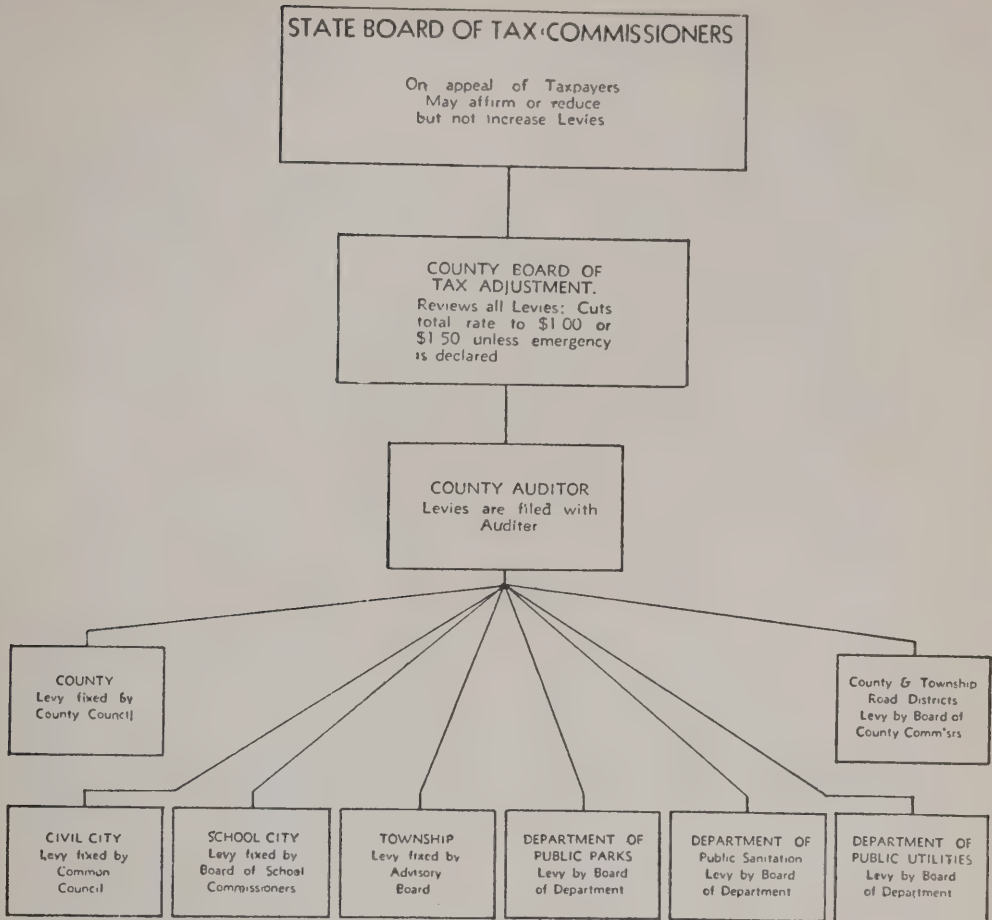 STATE BOARD OF TAX COMMISSIONERS
On appeal of Taxpayers
May affirm or reduce
but not increase Levies
COUNTY BOARD OF
TAX ADJUSTMENT.
Reviews all Levies: Cuts
total rate to $1 00 or
$1 50 unless emergency
is declared
COUNTY AUDITOR
Levies are filed with
Auditer
COUNTY
Levy fixed by
County Council
County & Township
Road Districts
Levy by Board of
County Comm'srs
CIVIL CITY
Levy fixed by
Common
Council
SCHOOL CITY
Levy fixed by
Board of School
Commissioners
TOWNSHIP
Levy fixed by
Advisory
Board
DEPARTMENT OF
PUBLIC PARKS
Levy by Board
of Department
DEPARTMENT OF
Public Sanitation
Levy by Board
of Department
DEPARTMENT OF
PUBLIC UTILITIES
Levy by Board
of Department